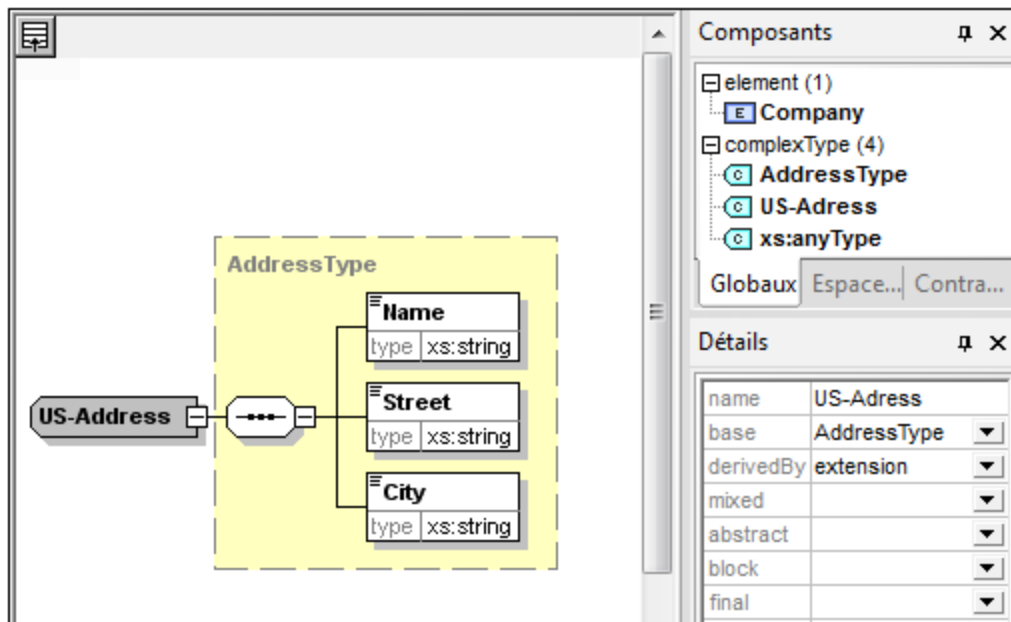 AddressType
Name
type xs:string
US-Address
Street
type xs:string
City
type xs:string
Composants
element (1)
E Company
complexType (4)
C AddressType
C US-Adress
C xs:anyType
Globaux Espace... Contra...
Détails
name US-Adress
base AddressType
derivedBy extension
mixed
abstract
block
final